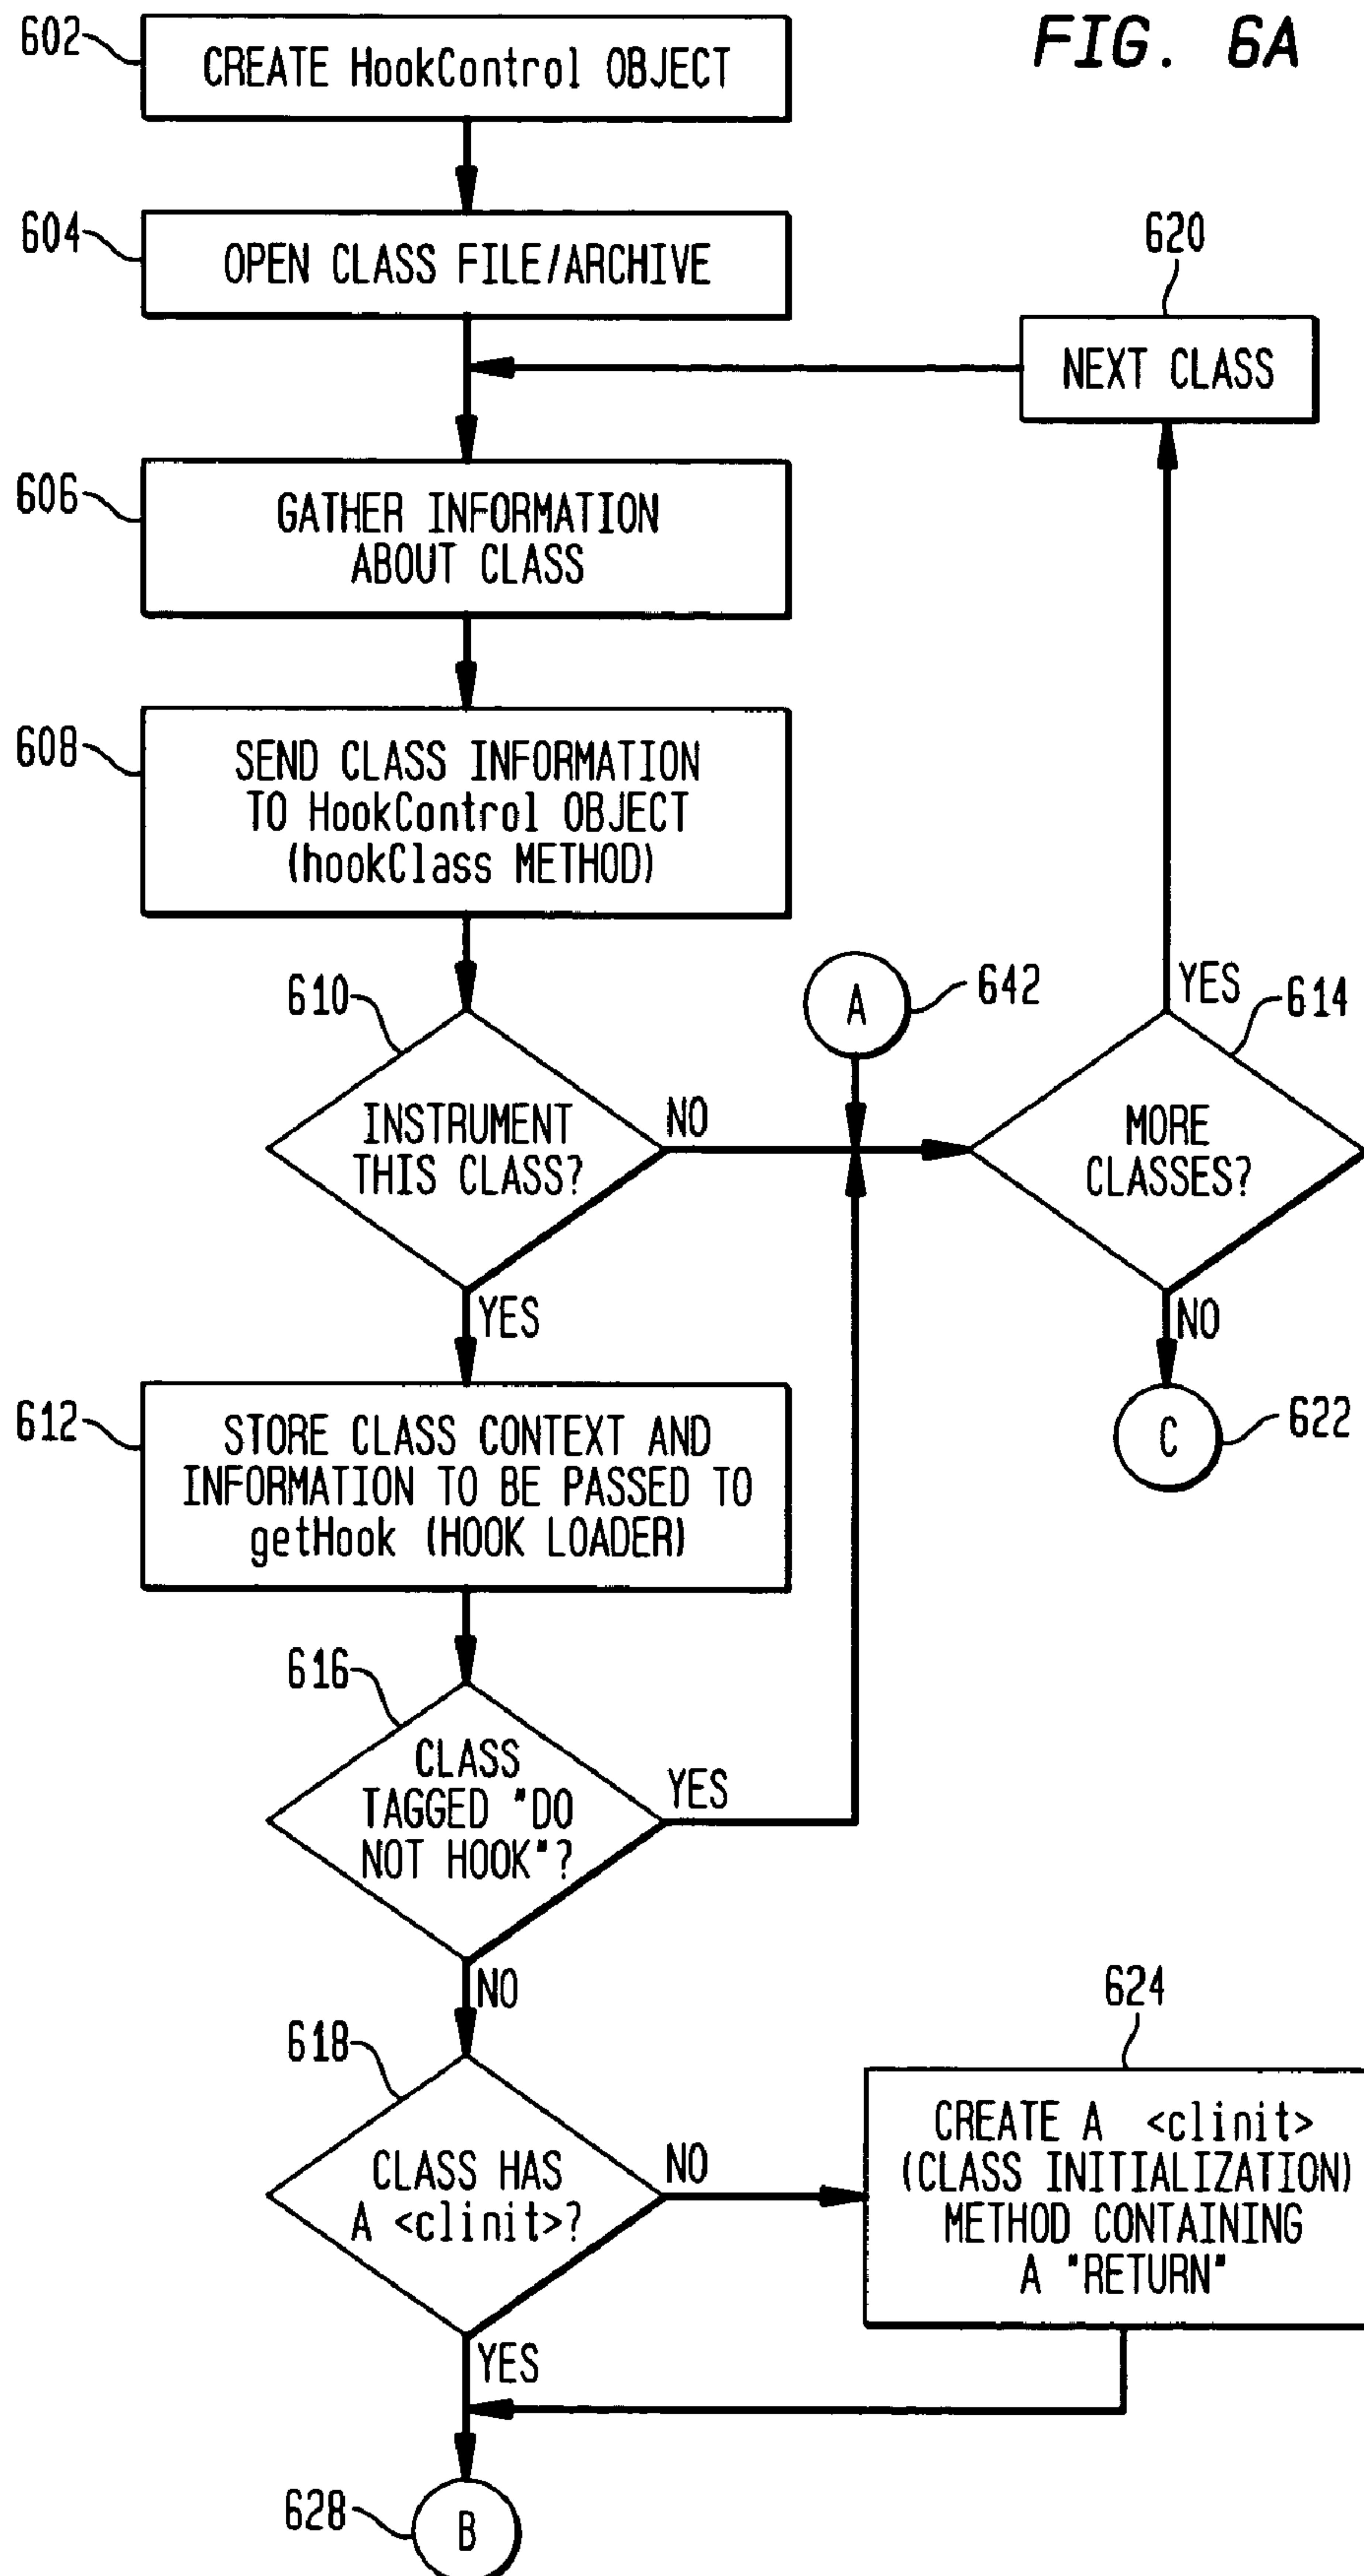 FIG. 6A
602
CREATE HookControl OBJECT
604
OPEN CLASS FILE/ARCHIVE
620
NEXT CLASS
606
GATHER INFORMATION
ABOUT CLASS
608
SEND CLASS INFORMATION
TO HookControl OBJECT
(hookClass METHOD)
610
INSTRUMENT
THIS CLASS?
NO
A
642
YES
614
MORE
CLASSES?
NO
C
622
YES
612
STORE CLASS CONTEXT AND
INFORMATION TO BE PASSED TO
getHook (HOOK LOADER)
616
CLASS
TAGGED "DO
NOT HOOK"?
YES
NO
618
CLASS HAS
A <clinit>?
NO
624
CREATE A <clinit>
(CLASS INITIALIZATION)
METHOD CONTAINING
A "RETURN"
YES
628
B